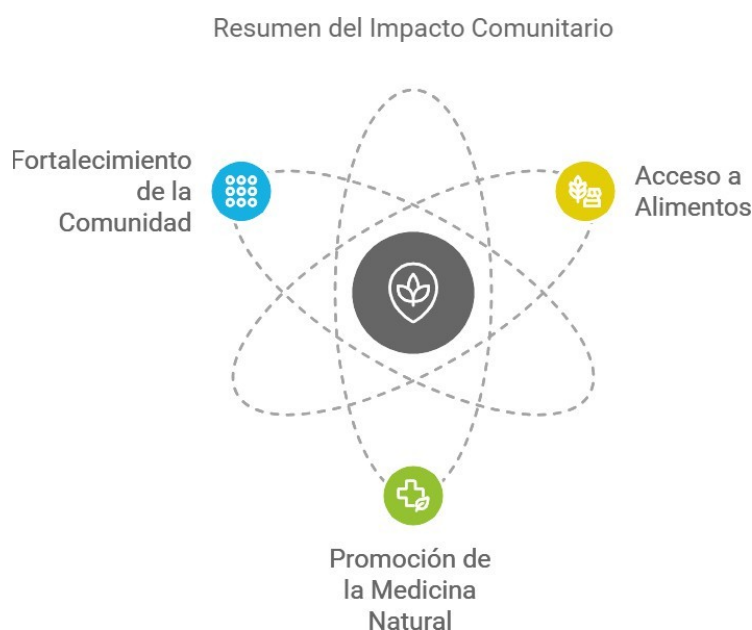 Resumen del Impacto Comunitario
Fortalecimiento
de la
Comunidad
Acceso a
Alimentos
Promoción de
la Medicina
Natural